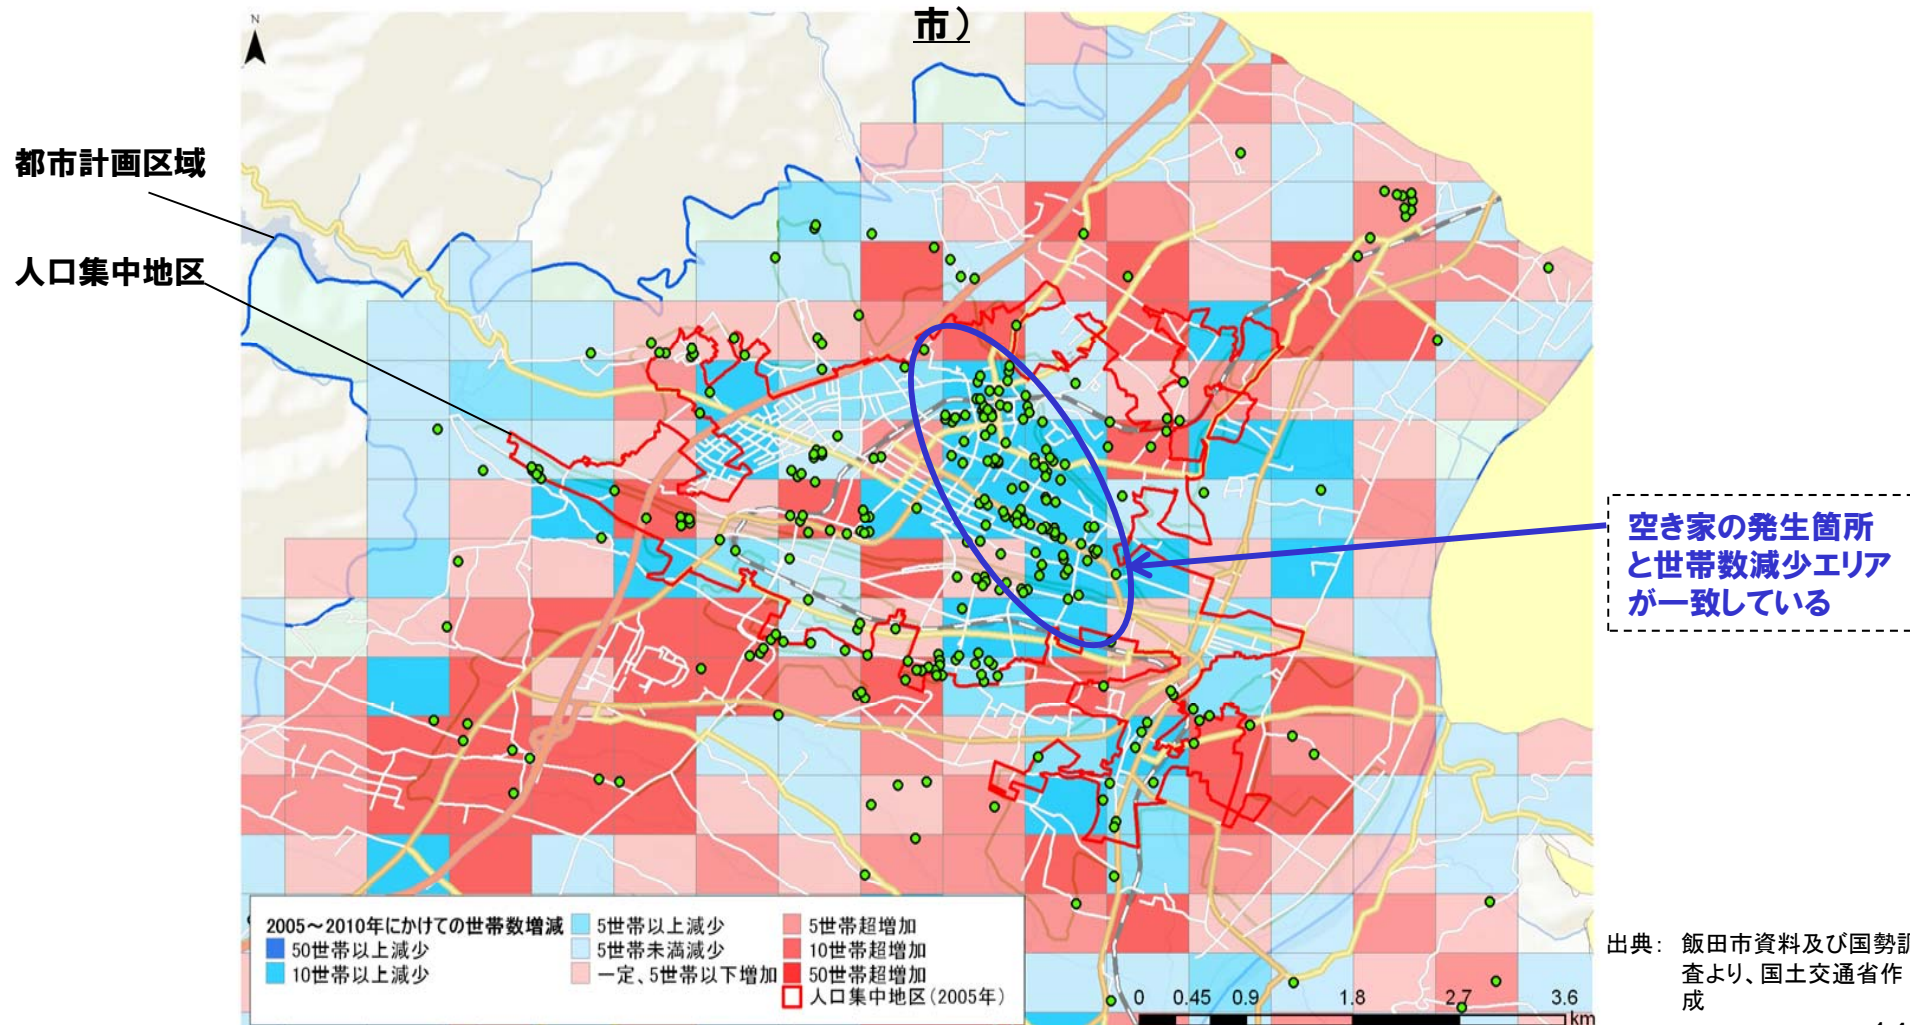 市）
N
都市計画区域
人口集中地区
空き家の発生箇所
と世帯数減少エリア
が一致している
2005～2010年にかけての世帯数増減
50世帯以上減少
10世帯以上減少
5世帯以上減少
5世帯未満減少
一定、5世帯以下増加
5世帯超増加
10世帯超増加
50世帯超増加
人口集中地区(2005年)
0 0.45 0.9 1.8 2.7 3.6
km
出典： 飯田市資料及び国勢調
査より、国土交通省作
成